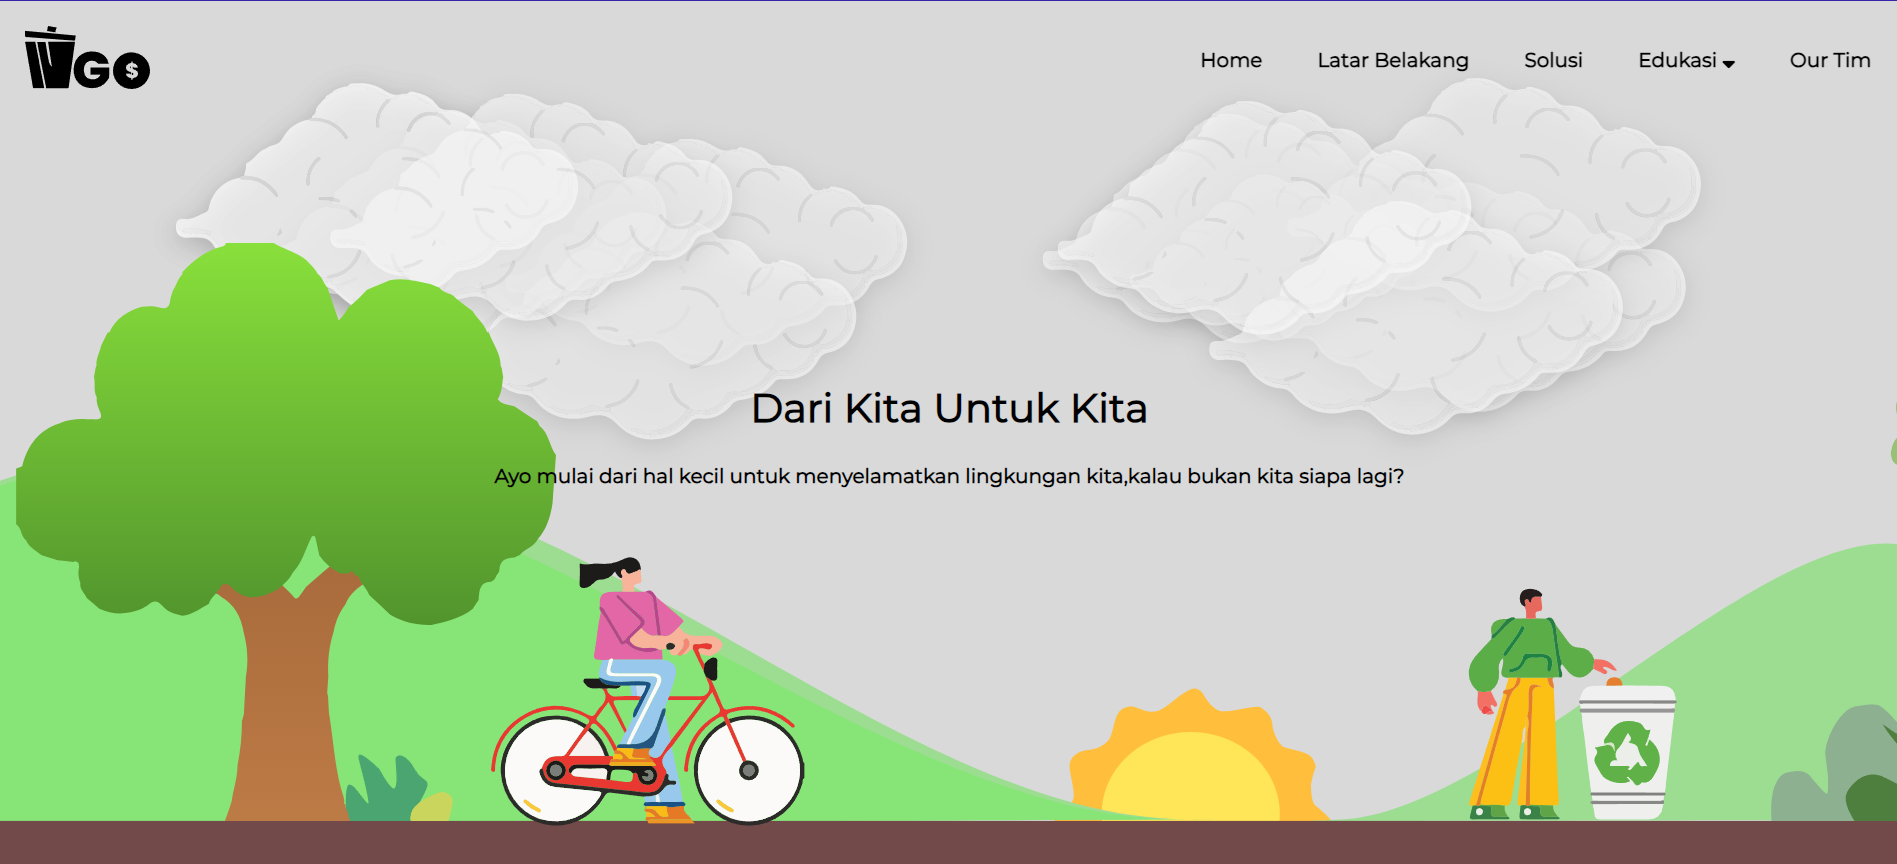 GO
$
Home
Latar Belakang
Solusi
Edukasi
Our Tim
Dari Kita Untuk Kita
Ayo mulai dari hal kecil untuk menyelamatkan lingkungan kita,kalau bukan kita siapa lagi?